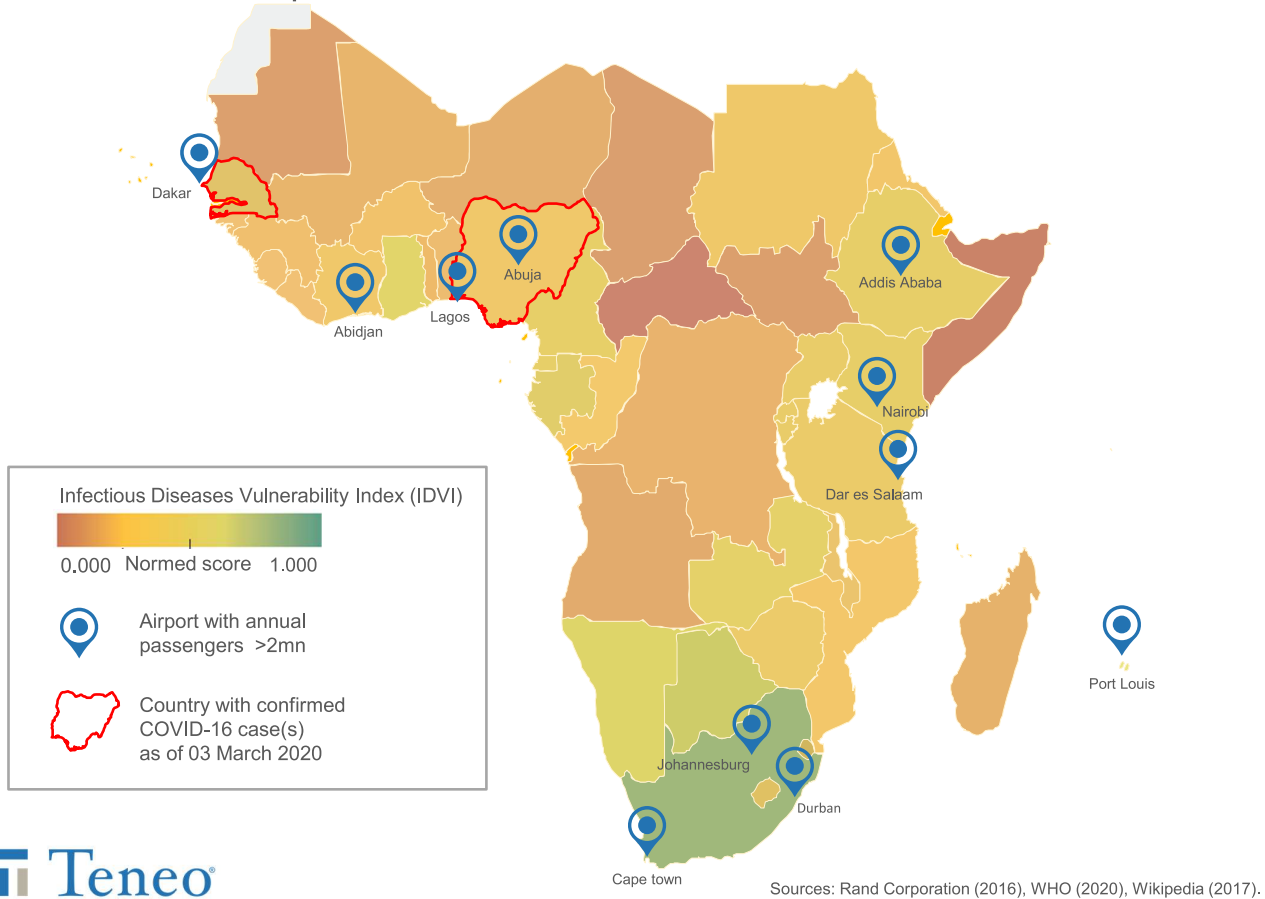 Dakar
Abuja
Addis Ababa
Lagos
Abidjan
Nairobi
Dar es Salaam
Infectious Diseases Vulnerability Index (IDVI)
0.000 Normed score 1.000
Airport with annual
passengers >2mn
Country with confirmed
COVID-16 case(s)
as of 03 March 2020
Port Louis
Johannesburg
Durban
Cape town
Teneo®
Sources: Rand Corporation (2016), WHO (2020), Wikipedia (2017).